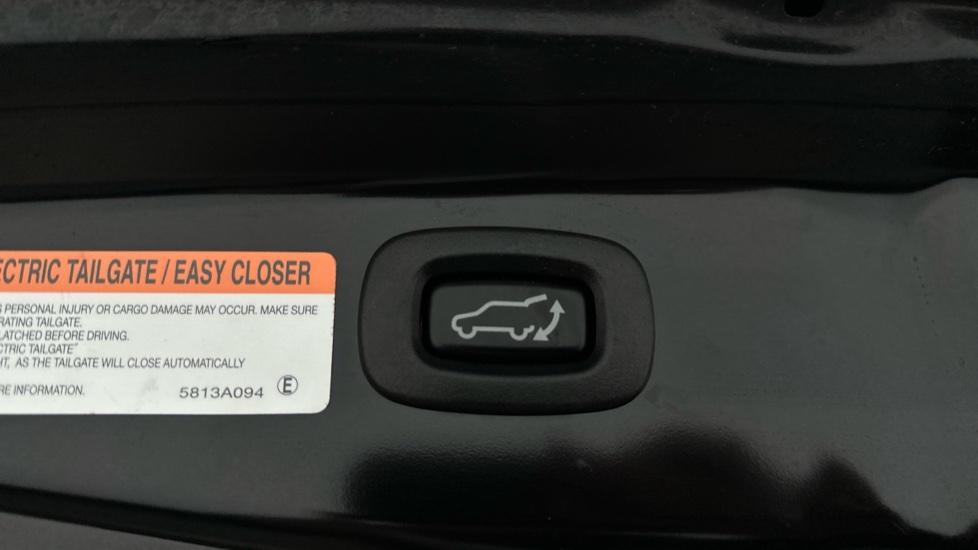 TAILGATE / EASY CLOSER
PERSONAL INJURY OR CARGO DAMAGE MAY OCCUR. MAKE SURE
TAILGATE.
LATCHED BEFORE DRIVING.
TAILGATE"
AS THE TAILGATE WILL CLOSE AUTOMATICALLY
INFORMATION.
5813A094 E